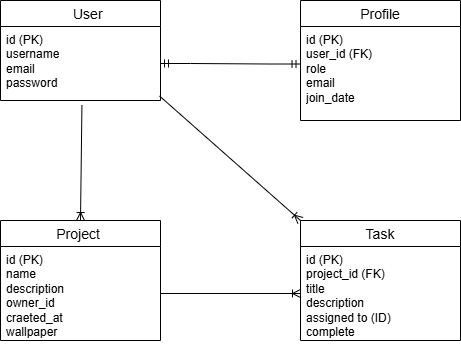 User
id (PK)
username
email
password
Profile
id (PK)
user_id (FK)
role
email
join_date
Project
id (PK)
name
description
owner_id
craeted_at
wallpaper
Task
id (PK)
project_id (FK)
title
description
assigned to (ID)
complete